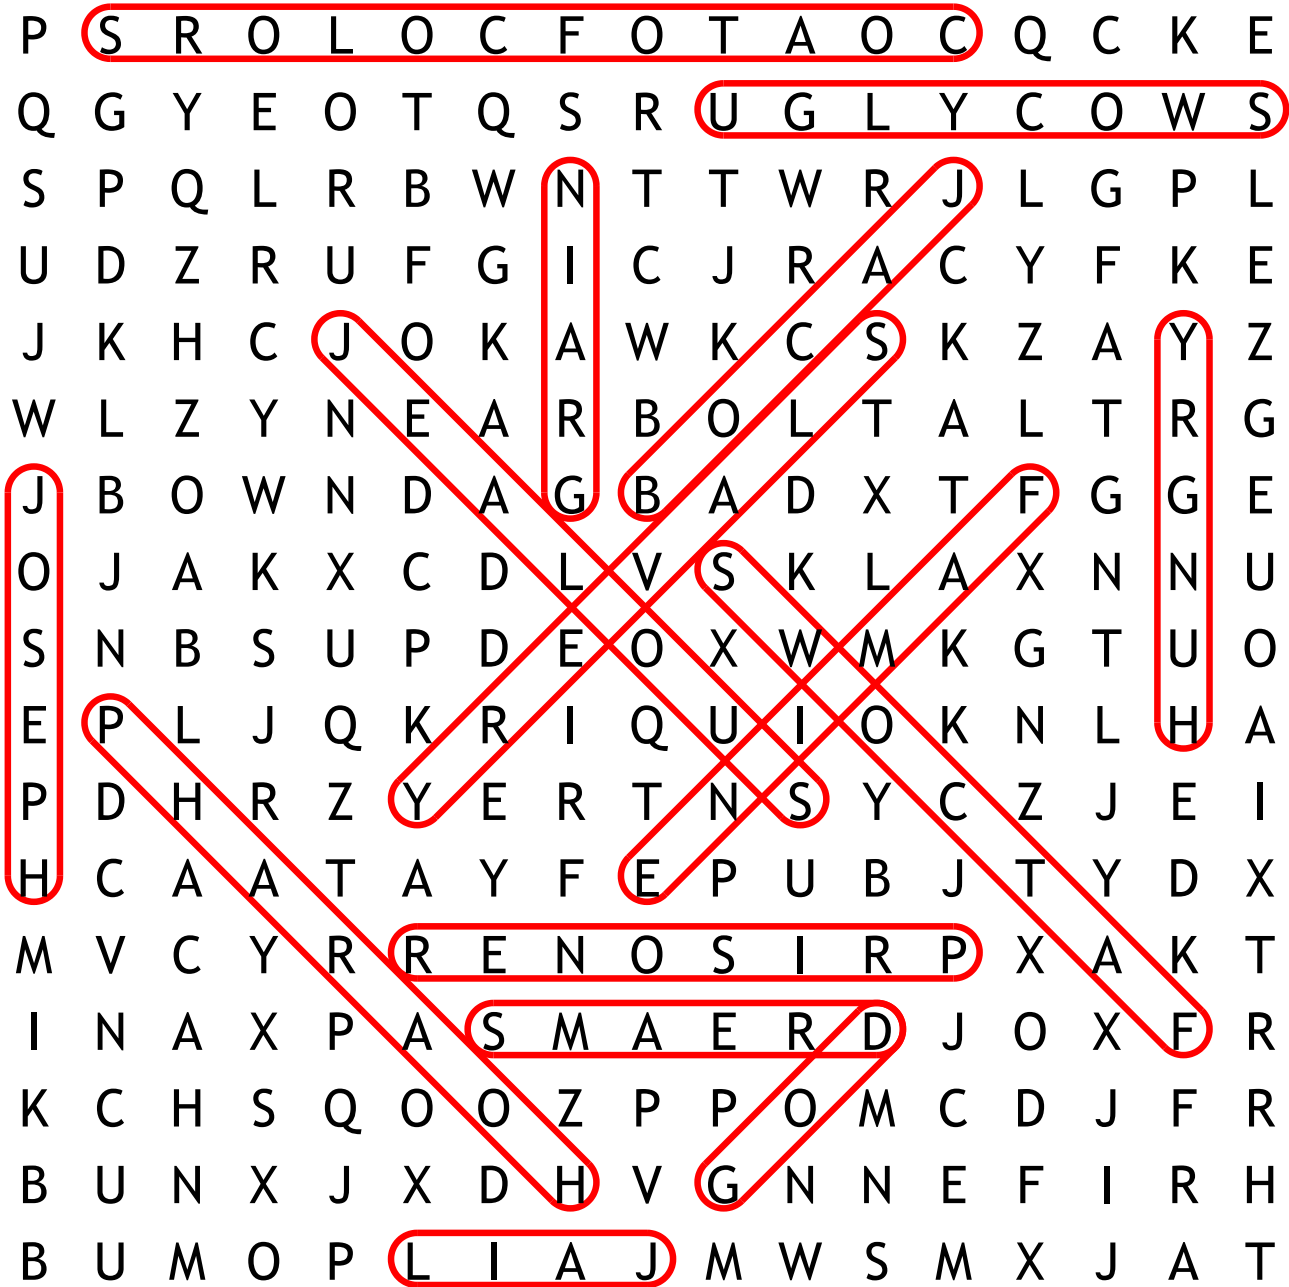 P S R O L O C F O T A O C Q C K E
Q G Y E O T Q S R U G L Y C O W S
S P Q L R B W N T T W R J L G P L
U D Z R U F G I C J R A C Y F K E
J K H C J O K A W K C S K Z A Y Z
W L Z Y N E A R B O L T A L T R G
J B O W N D A G B A D X T F G G E
O J A K X C D L V S K L A X N N U
S N B S U P D E O X W M K G T U O
E P L J Q K R I Q U I O K N L H A
P D H R Z Y E R T N S Y C Z J E I
H C A A T A Y F E P U B J T Y D X
M V C Y R R E N O S I R P X A K T
I N A X P A S M A E R D J O X F R
K C H S Q O O Z P P O M C D J F R
B U N X J X D H V G N N E F I R H
B U M O P L I A J M W S M X J A T